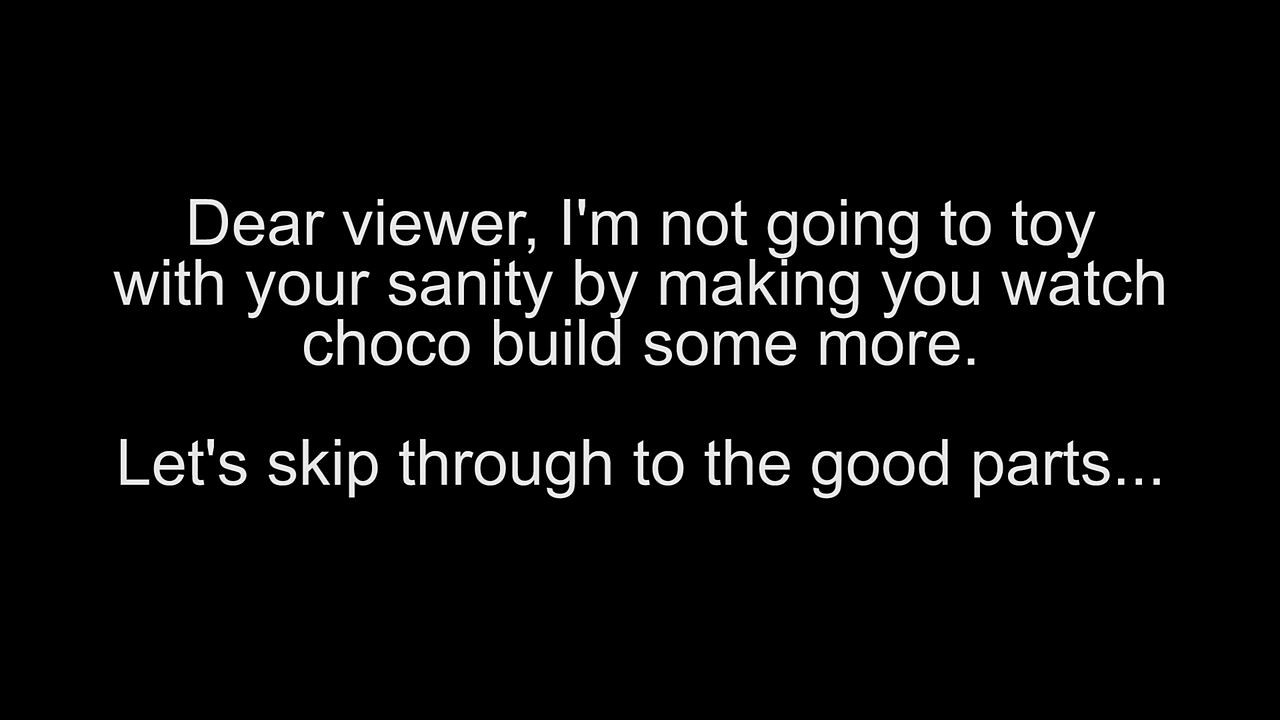 Dear viewer, I'm not going to toy
with your sanity by making you watch
choco build some more.
Let's skip through to the good parts...